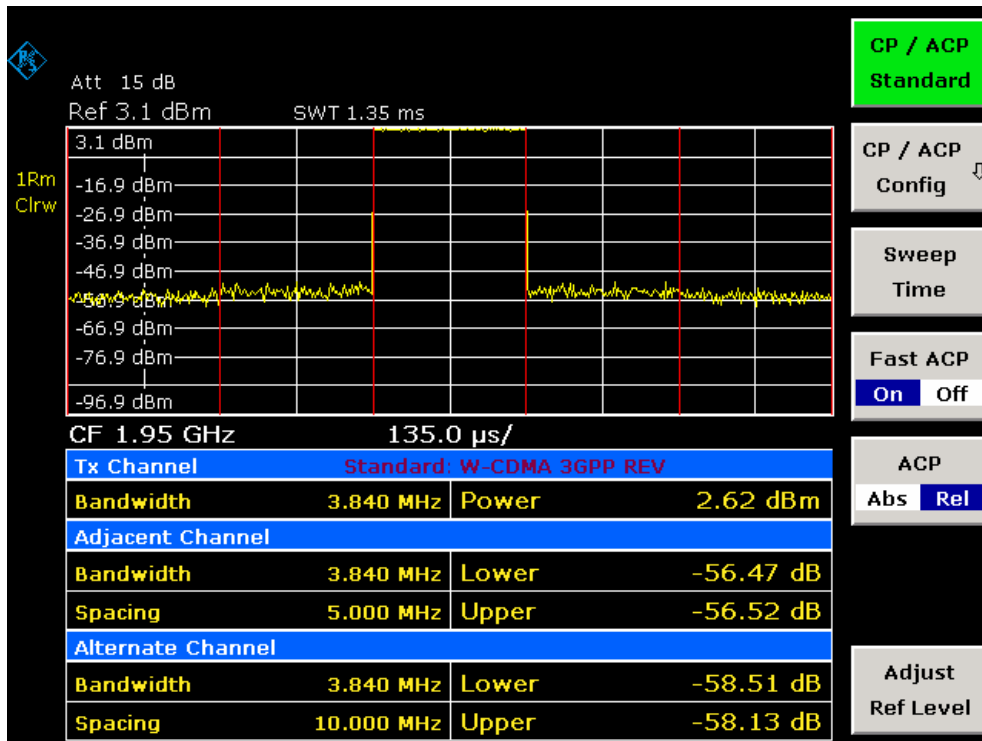 Att 15 dB
Ref 3.1 dBm SWT 1.35 ms
1Rm
Clrw
3.1 dBm
-16.9 dBm
-26.9 dBm
-36.9 dBm
-46.9 dBm
-56.9 dBm
-66.9 dBm
-76.9 dBm
-96.9 dBm
CF 1.95 GHz 135.0 µs/
Tx Channel Standard: W-CDMA 3GPP REV
Bandwidth 3.840 MHz Power 2.62 dBm
Adjacent Channel
Bandwidth 3.840 MHz Lower -56.47 dB
Spacing 5.000 MHz Upper -56.52 dB
Alternate Channel
Bandwidth 3.840 MHz Lower -58.51 dB
Spacing 10.000 MHz Upper -58.13 dB
CP / ACP
Standard
CP / ACP
Config
Sweep
Time
Fast ACP
On Off
ACP
Abs Rel
Adjust
Ref Level